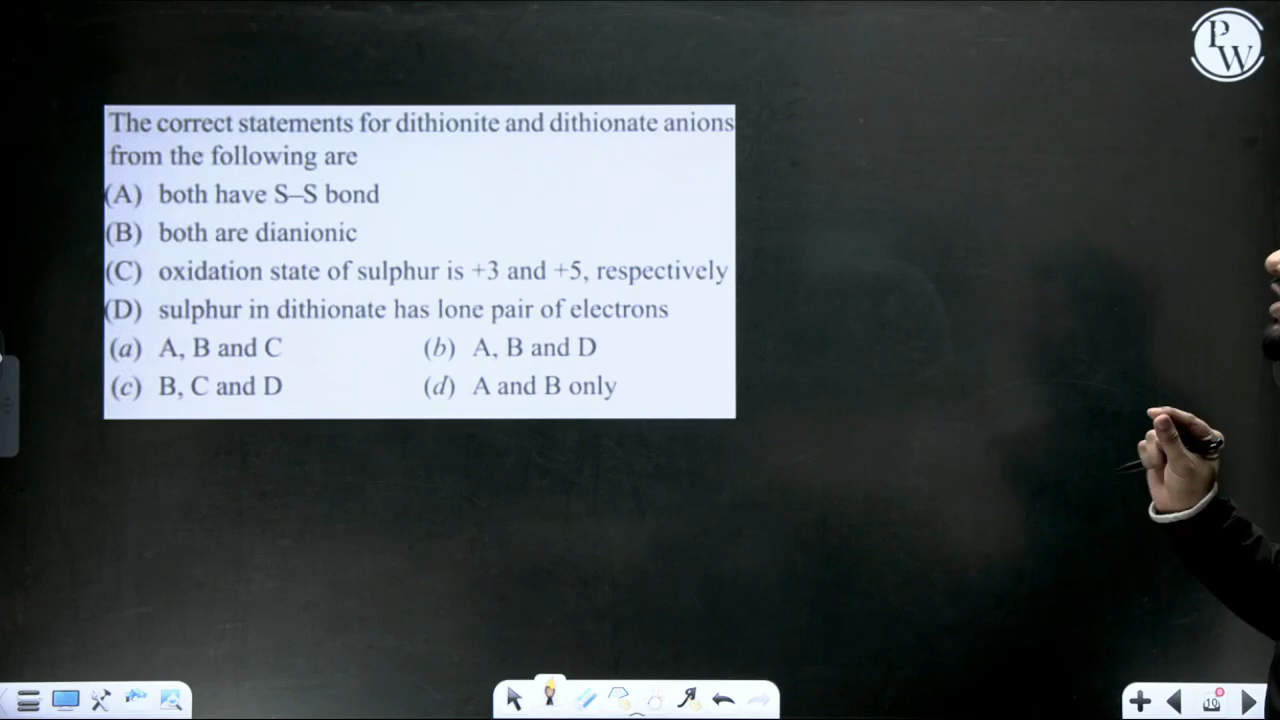 PW
The correct statements for dithionite and dithionate anions
from the following are
(A) both have S–S bond
(B) both are dianionic
(C) oxidation state of sulphur is +3 and +5, respectively
(D) sulphur in dithionate has lone pair of electrons
(a) A, B and C (b) A, B and D
(c) B, C and D (d) A and B only
10